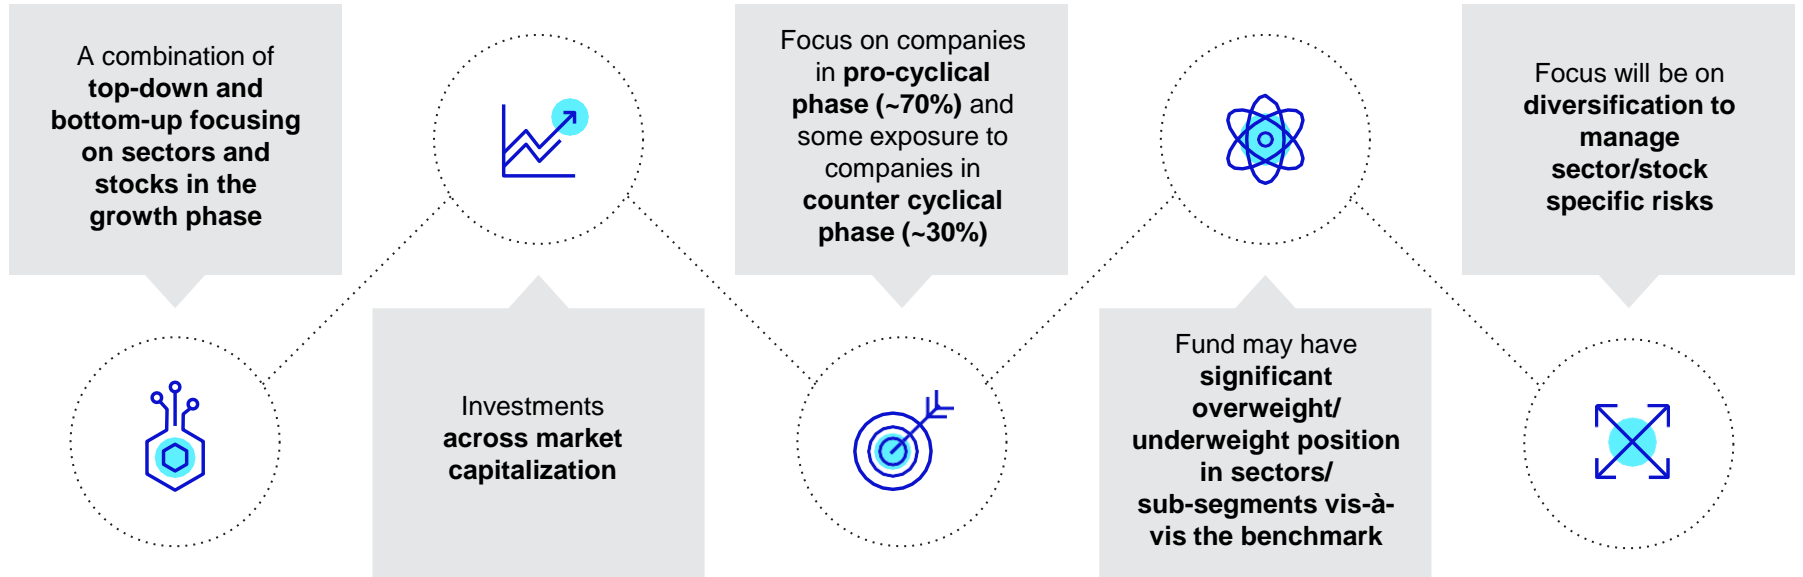 A combination of
top-down and
bottom-up focusing
on sectors and
stocks in the
growth phase
Investments
across market
capitalization
Focus on companies
in pro-cyclical
phase (~70%) and
some exposure to
companies in
counter cyclical
phase (~30%)
Fund may have
significant
overweight/
underweight position
in sectors/
sub-segments vis-à-
vis the benchmark
Focus will be on
diversification to
manage
sector/stock
specific risks